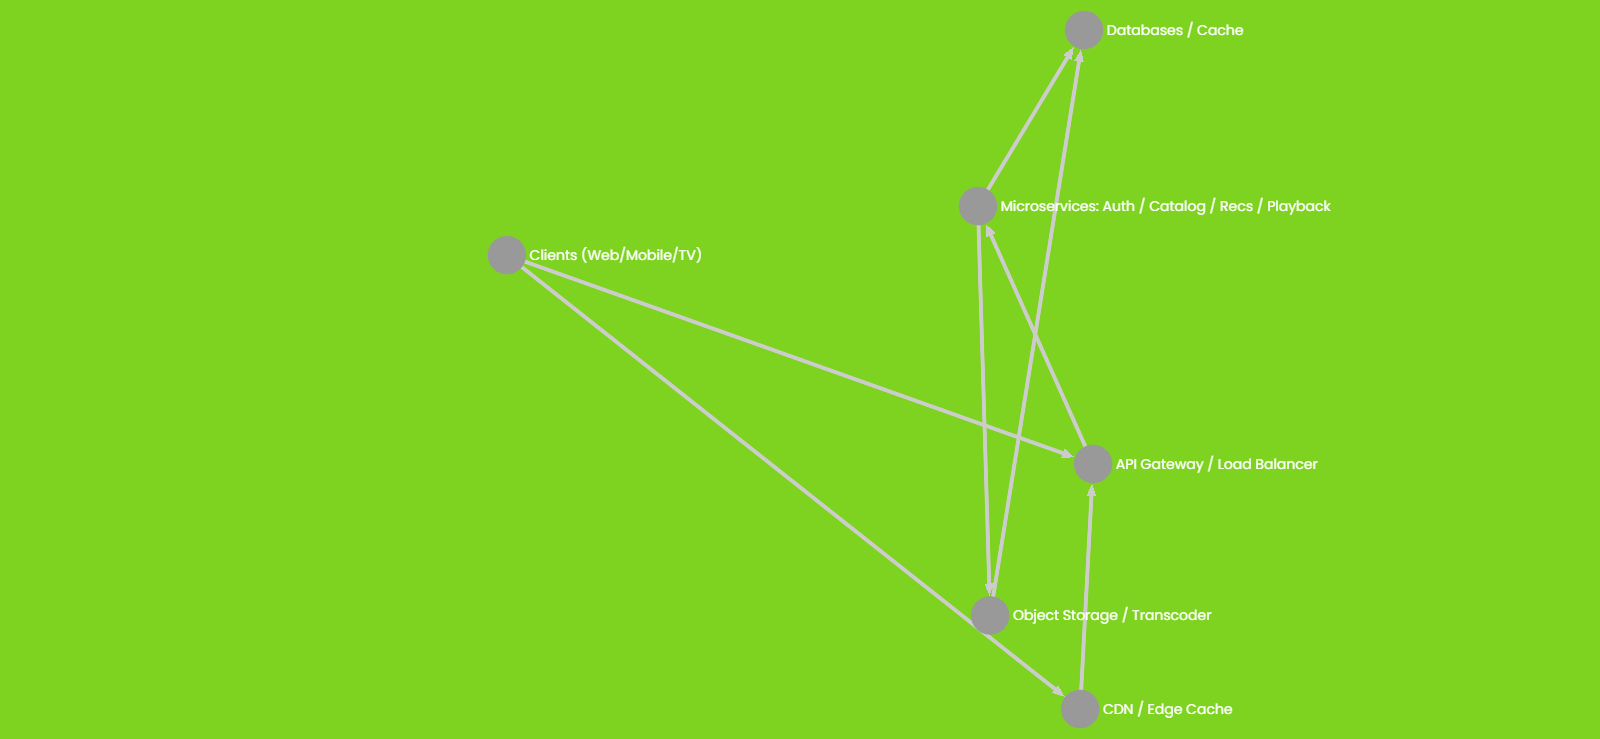 Databases / Cache
Microservices: Auth / Catalog / Recs / Playback
Clients (Web/Mobile/TV)
API Gateway / Load Balancer
Object Storage / Transcoder
CDN / Edge Cache